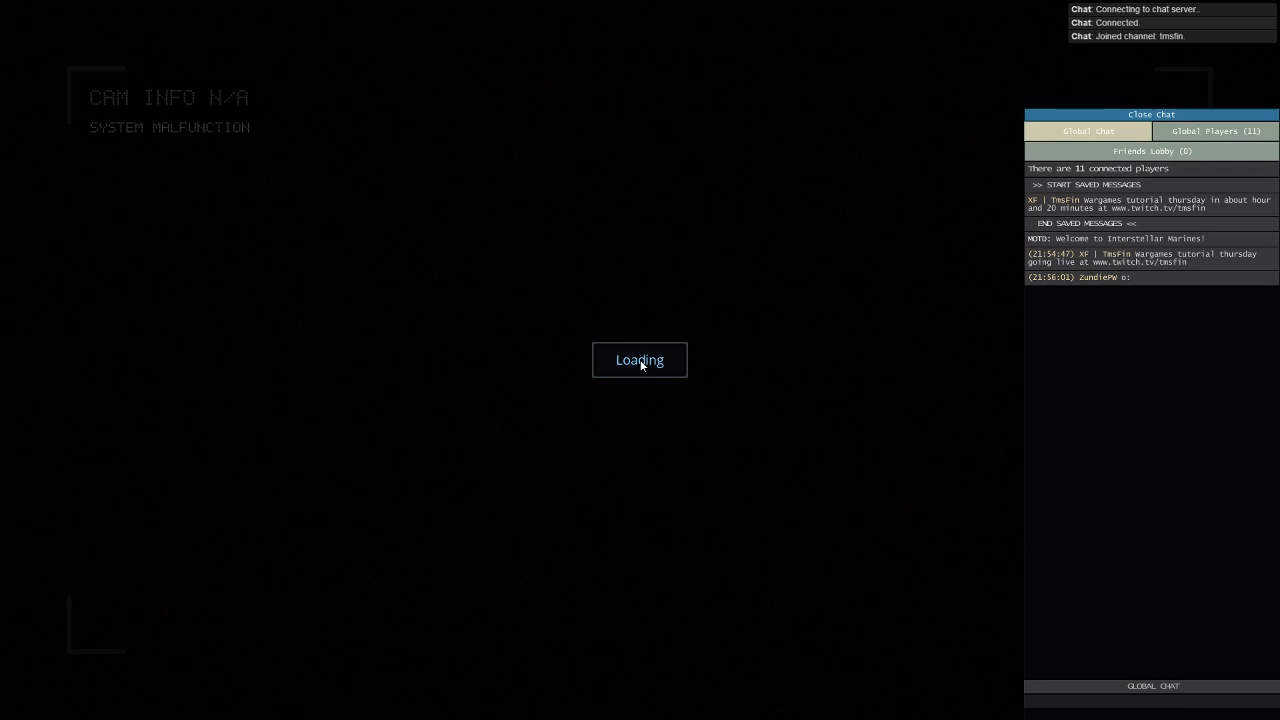 Chat: Connecting to chat server..
Chat: Connected.
Chat: Joined channel: tmsfin.
CAM INFO N/A
SYSTEM MALFUNCTION
Close Chat
Global Chat
Global Players (11)
Friends Lobby (0)
There are 11 connected players
>> START SAVED MESSAGES
XF | TmsFin Wargames tutorial thursday in about hour
and 20 minutes at www.twitch.tv/tmsfin
END SAVED MESSAGES <<
MOTD: Welcome to Interstellar Marines!
(21:54:47) XF | TmsFin Wargames tutorial thursday
going live at www.twitch.tv/tmsfin
(21:56:01) ZundiePW o:
Loading
GLOBAL CHAT